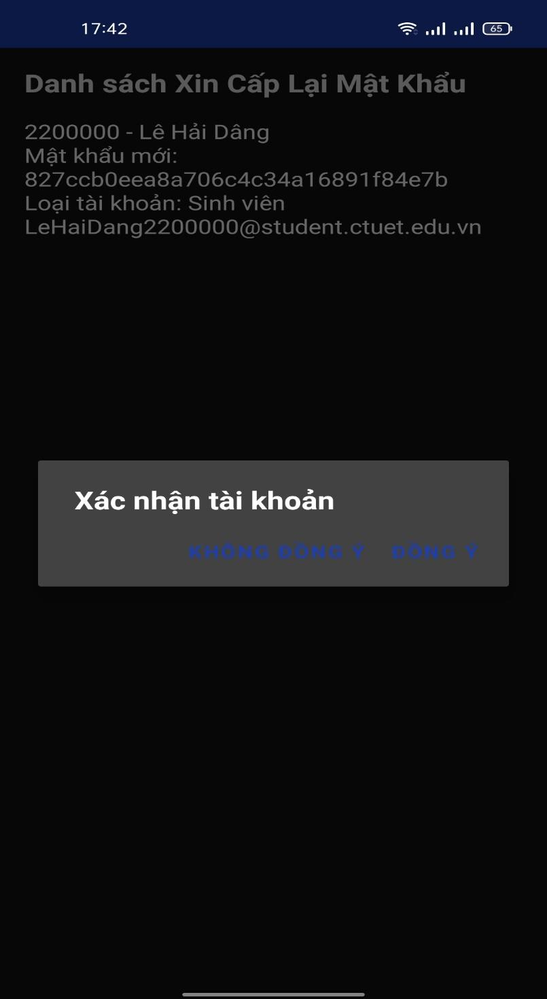 17:42
65
Danh sách Xin Cấp Lại Mật Khẩu
2200000 - Lê Hải Dâng
Mật khẩu mới:
827ccb0eea8a706c4c34a16891f84e7b
Loại tài khoản: Sinh viên
LeHaiDang2200000@student.ctuet.edu.vn
Xác nhận tài khoản
KHÔNG ĐỒNG Ý ĐỒNG Ý